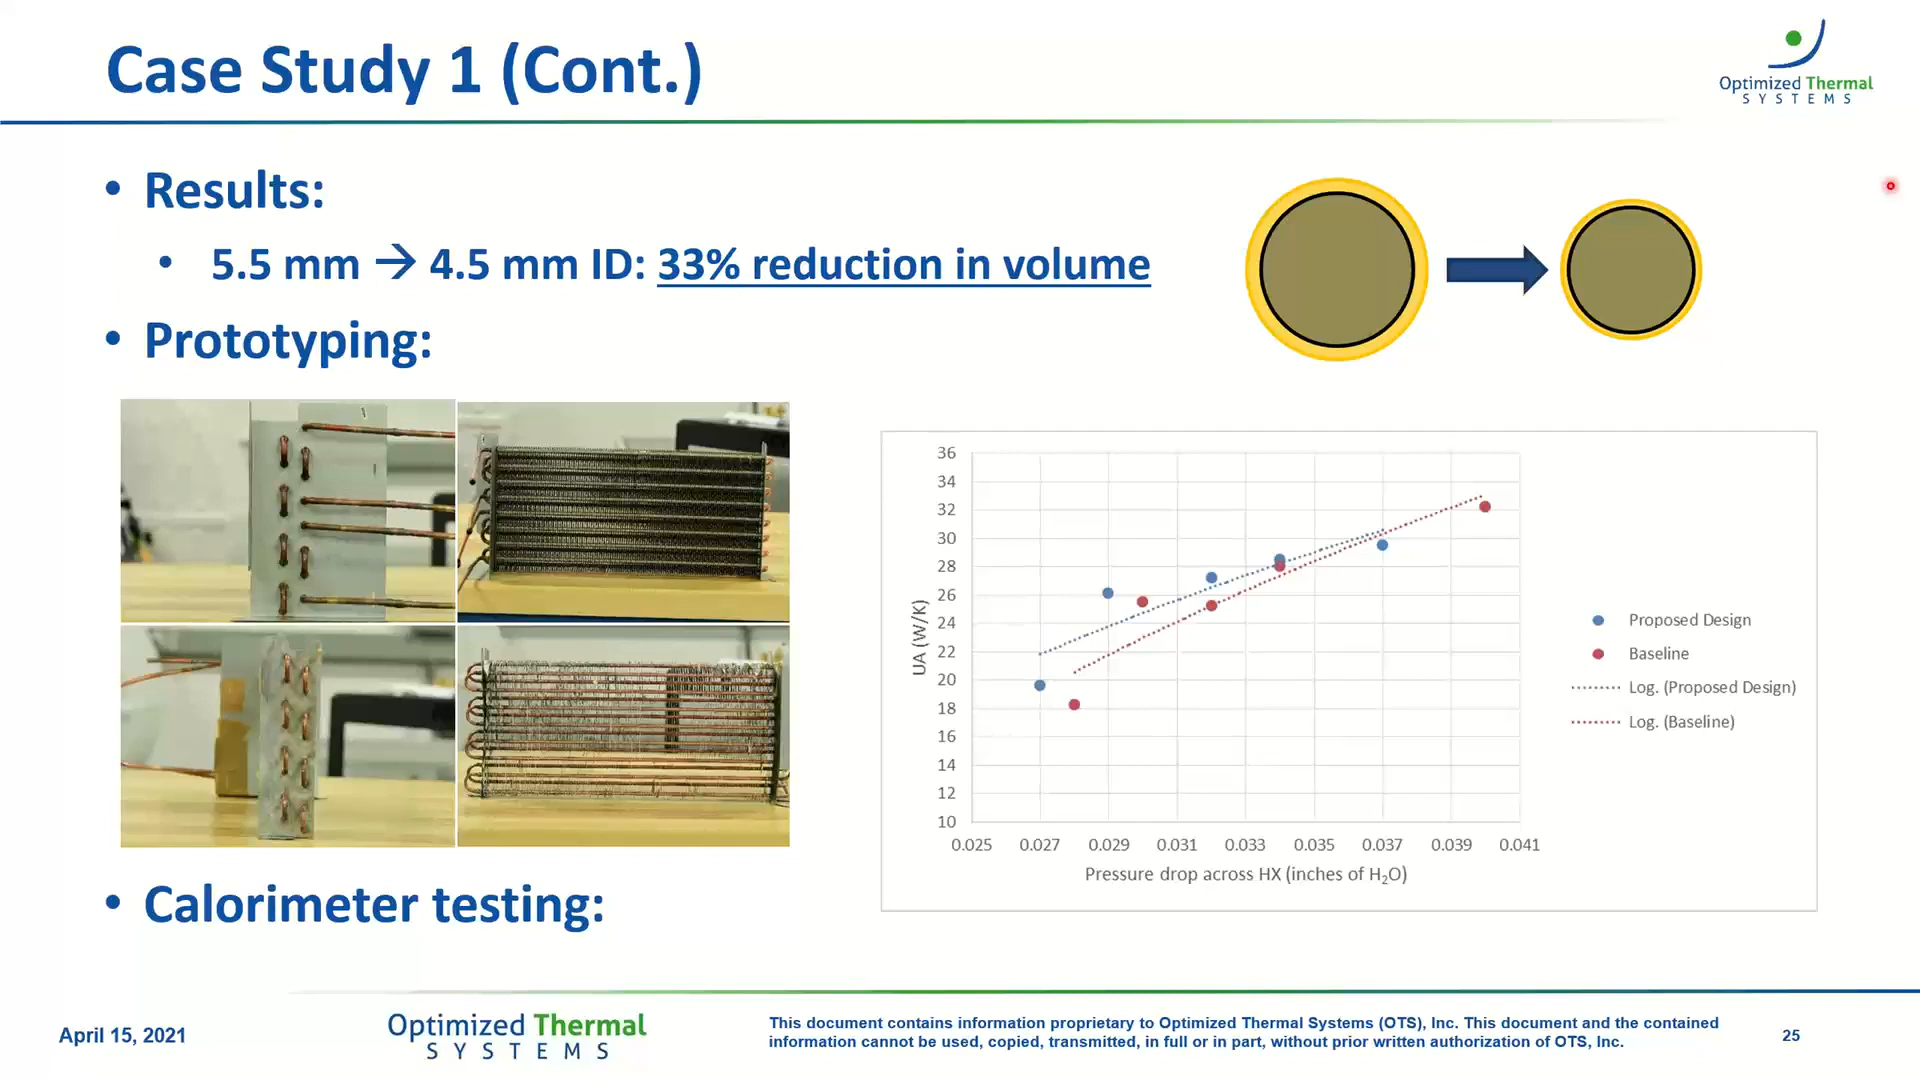 Case Study 1 (Cont.)
Optimized Thermal
SYSTEMS
• Results:
• 5.5 mm → 4.5 mm ID: 33% reduction in volume
• Prototyping:
36
34
32
30
28
26
24
22
20
18
16
14
12
10
UA (W/K)
0.025 0.027 0.029 0.031 0.033 0.035 0.037 0.039 0.041
Pressure drop across HX (inches of H₂O)
Proposed Design
Baseline
Log. (Proposed Design)
Log. (Baseline)
• Calorimeter testing:
April 15, 2021
Optimized Thermal
SYSTEMS
This document contains information proprietary to Optimized Thermal Systems (OTS), Inc. This document and the contained
information cannot be used, copied, transmitted, in full or in part, without prior written authorization of OTS, Inc.
25